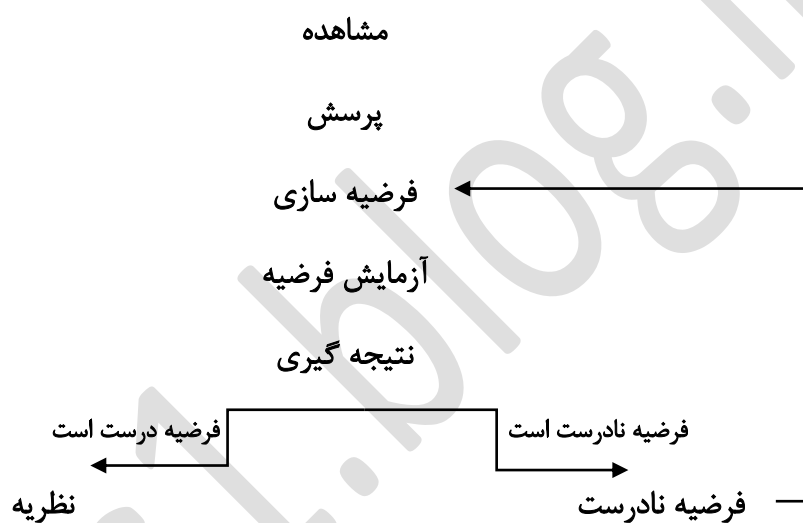 مشاهده
پرسش
فرضیه سازی
آزمایش فرضیه
نتیجه گیری
فرضیه نادرست است
فرضیه درست است
فرضیه نادرست
نظریه